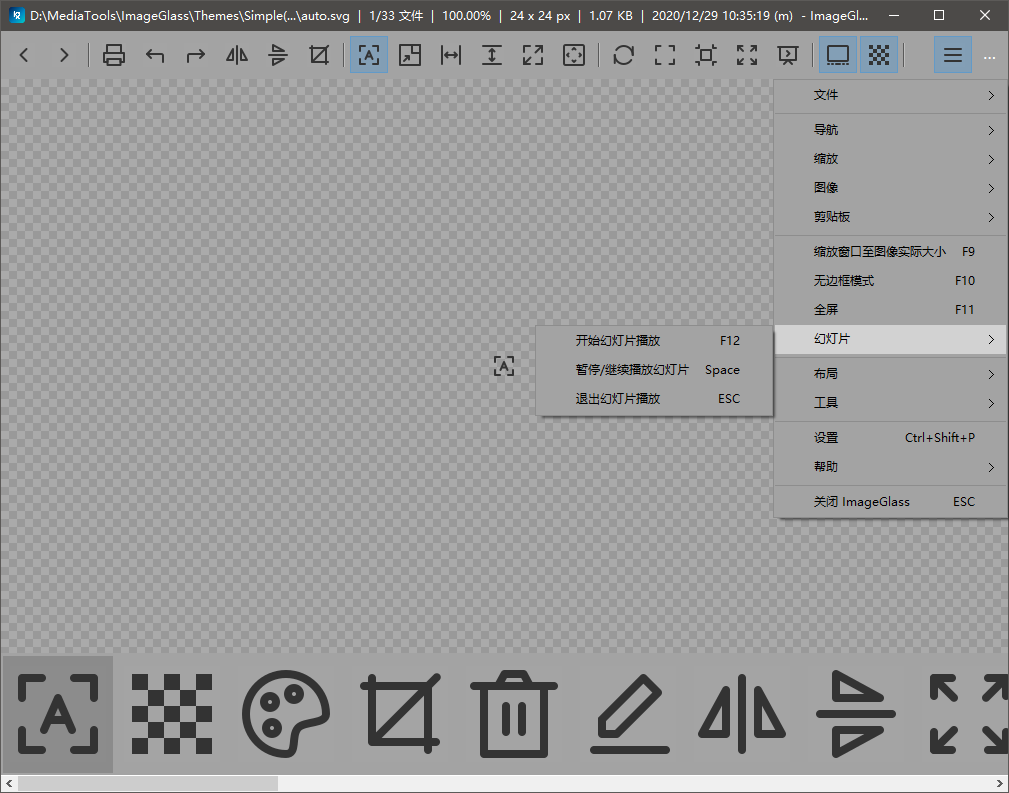 D:\MediaTools\ImageGlass\Themes\Simple(...\auto.svg | 1/33 文件 | 100.00% | 24 x 24 px | 1.07 KB | 2020/12/29 10:35:19 (m) - ImageGl...
文件
导航
缩放
图像
剪贴板
缩放窗口至图像实际大小 F9
无边框模式 F10
全屏 F11
幻灯片
开始幻灯片播放 F12
暂停/继续播放幻灯片 Space
退出幻灯片播放 ESC
布局
工具
设置 Ctrl+Shift+P
帮助
关闭 ImageGlass ESC